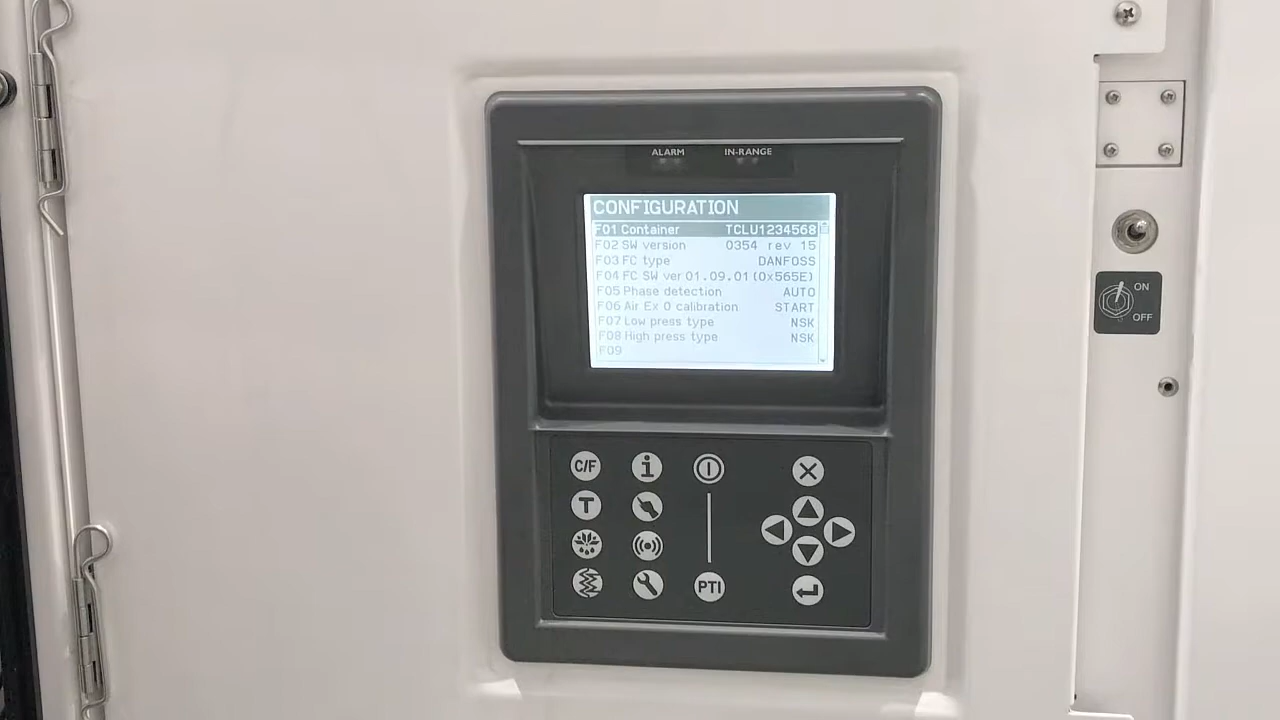 ALARM IN-RANGE
CONFIGURATION
F01 Container TCLU1234568
F02 SW version 0354 rev 15
F03 FC type DANFOSS
F04 FC SW ver 01.09.01(0x565E)
F05 Phase detection AUTO
F06 Air Ex 0 calibration START
F07 Low press type NSK
F08 High press type NSK
F09
C/F i
T
PTI
ON
OFF